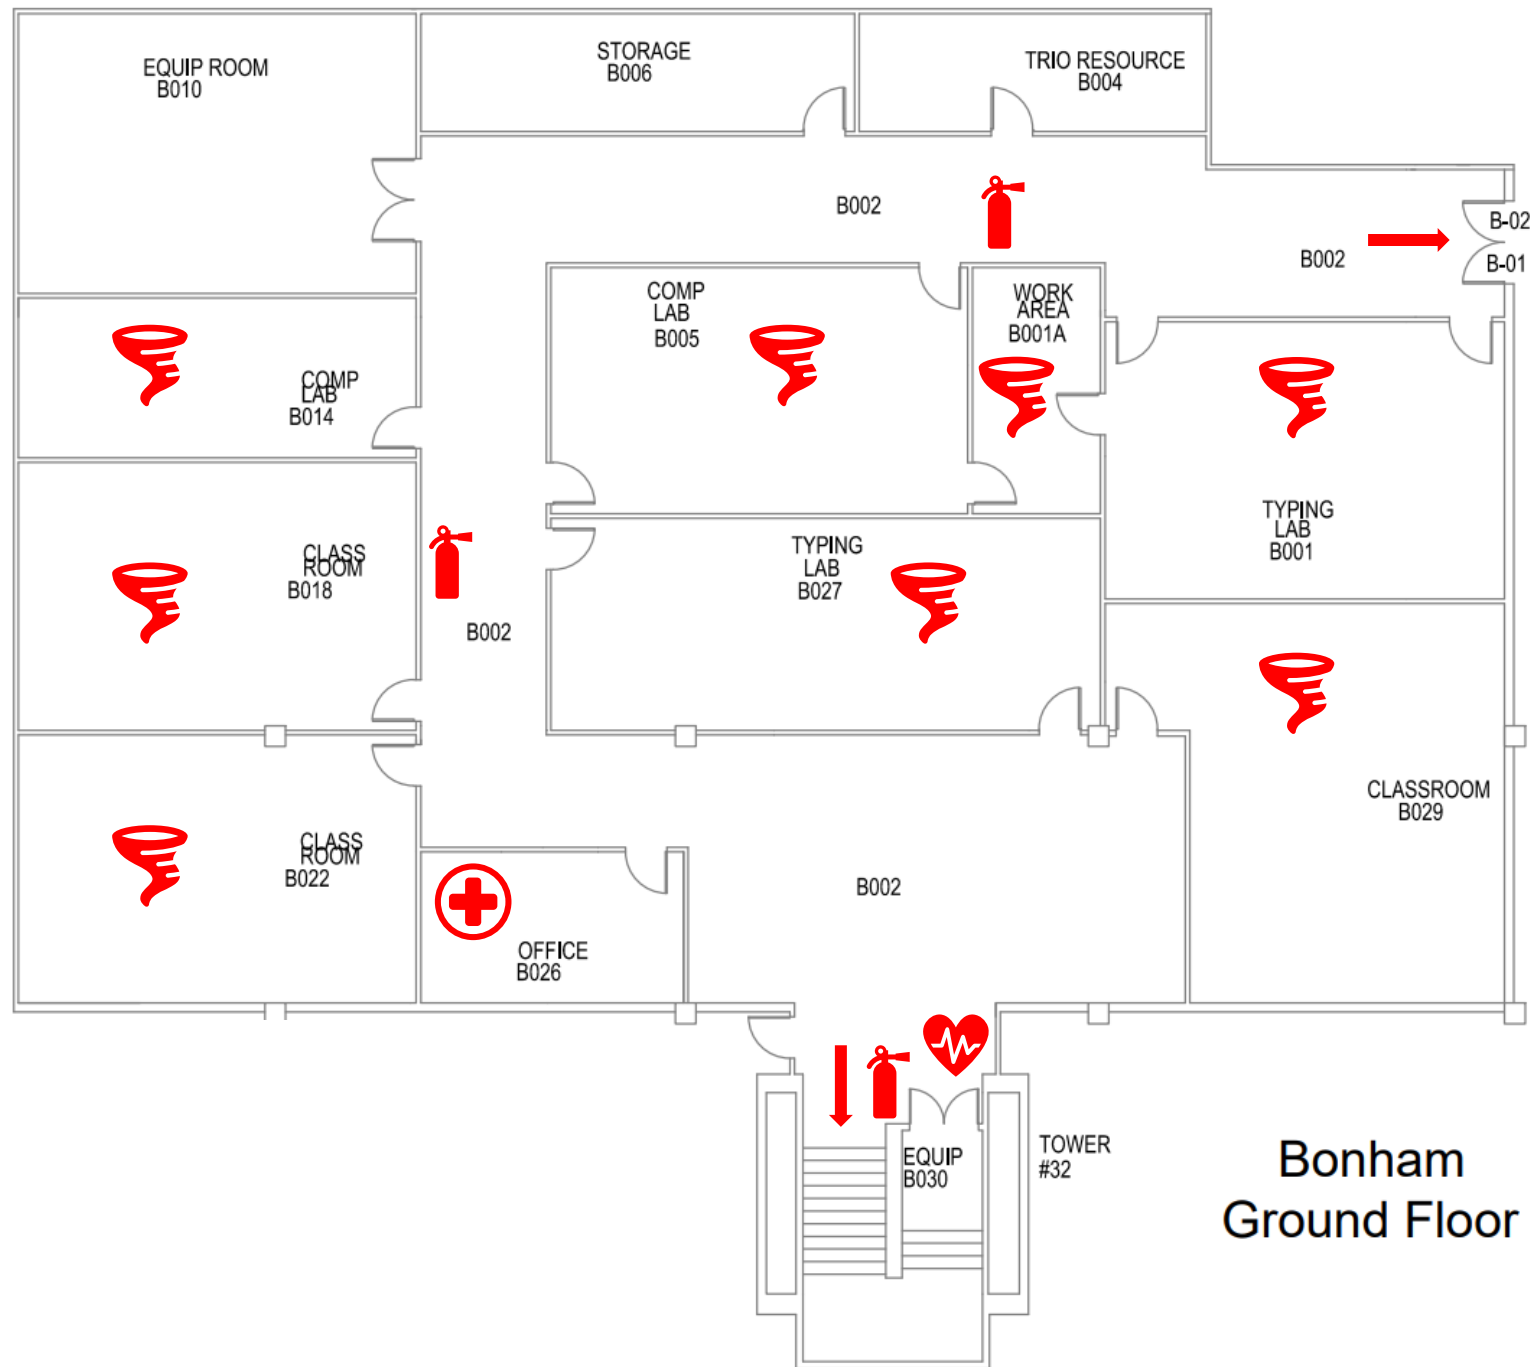 EQUIP ROOM
B010
STORAGE
B006
TRIO RESOURCE
B004
B002
B-02
B-01
B002
COMP
LAB
B005
WORK
AREA
B001A
COMP
LAB
B014
TYPING
LAB
B001
CLASS
ROOM
B018
TYPING
LAB
B027
B002
CLASSROOM
B029
CLASS
ROOM
B022
B002
OFFICE
B026
EQUIP
B030
TOWER
#32
Bonham
Ground Floor